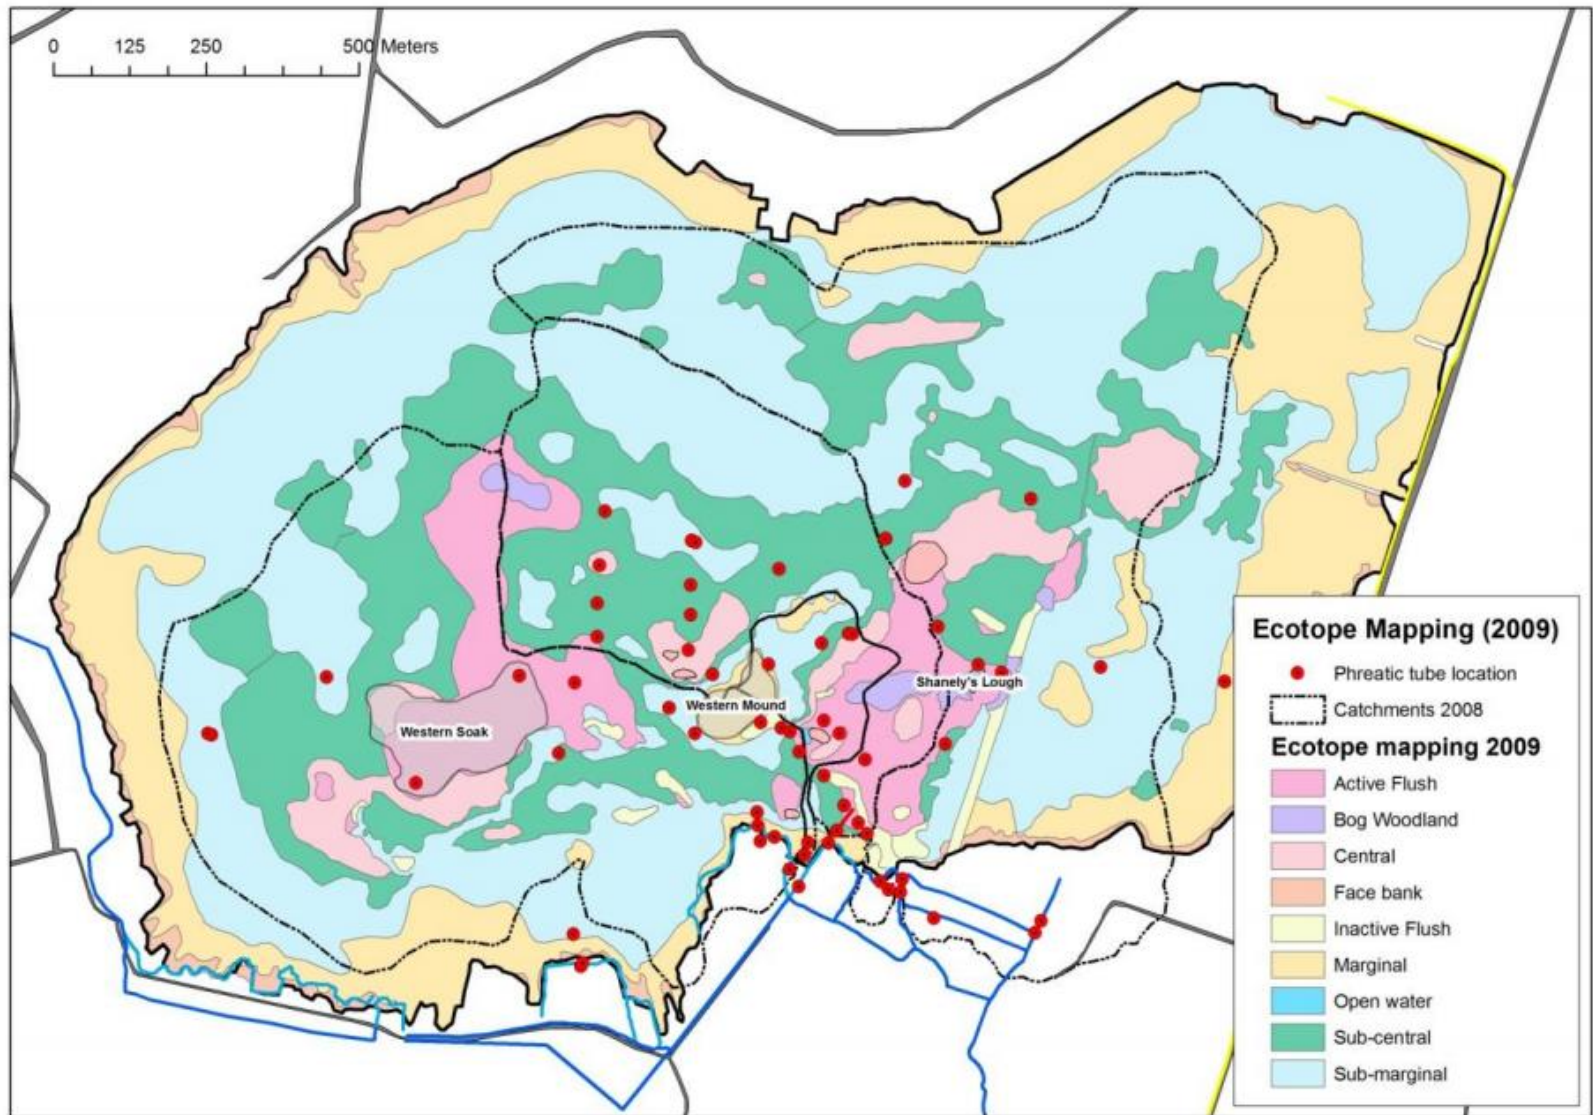 0 125 250 500 Meters
Western Soak
Western Mound
Shanely's Lough
Ecotope Mapping (2009)
Phreatic tube location
Catchments 2008
Ecotope mapping 2009
Active Flush
Bog Woodland
Central
Face bank
Inactive Flush
Marginal
Open water
Sub-central
Sub-marginal